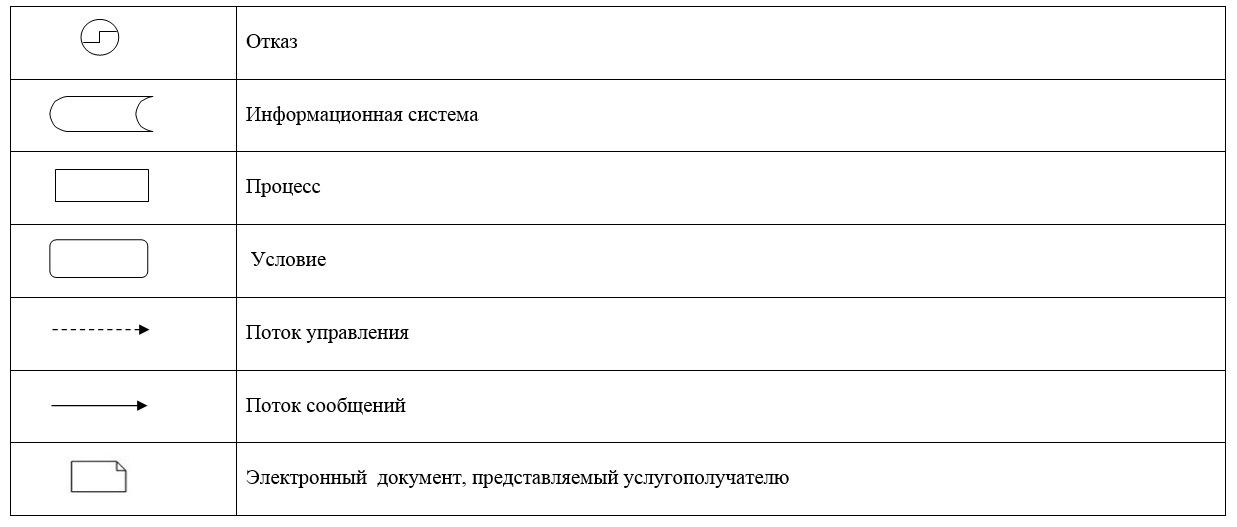 Отказ
Информационная система
Процесс
Условие
Поток управления
Поток сообщений
Электронный  документ, представляемый услугополучателю